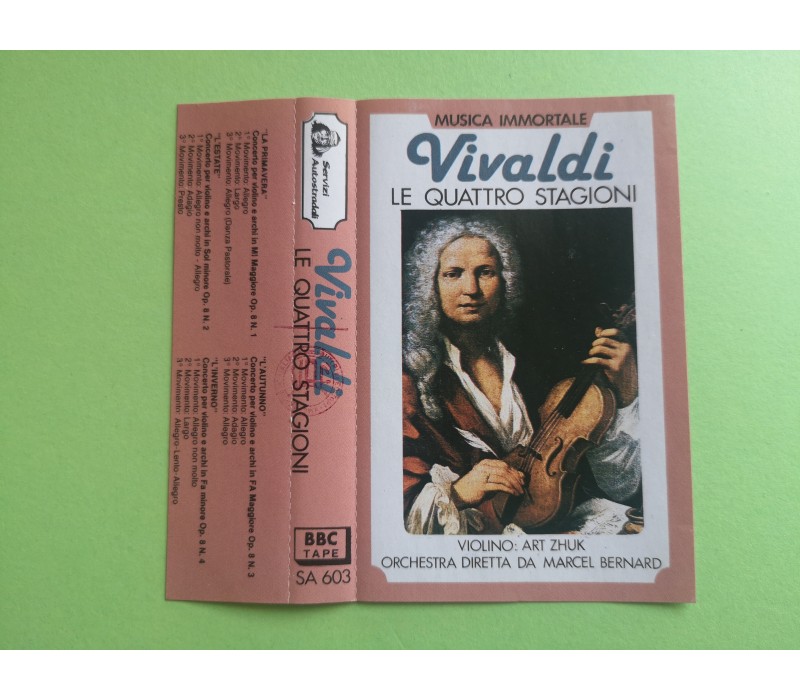 MUSICA IMMORTALE
Vivaldi
LE QUATTRO STAGIONI
VIOLINO: ART ZHUK
ORCHESTRA DIRETTA DA MARCEL BERNARD
Servizi
Autostradali
Vivaldi
LE QUATTRO STAGIONI
BBC
TAPE
SA 603
"LA PRIMAVERA"
Concerto per violino e archi in MI Maggiore Op. 8 N. 1
1° Movimento: Allegro
2° Movimento: Largo
3° Movimento: Allegro (Danza Pastorale)
"L'ESTATE"
Concerto per violino e archi in Sol minore Op. 8 N. 2
1° Movimento: Allegro non molto - Allegro
2° Movimento: Adagio
3° Movimento: Presto
"L'AUTUNNO"
Concerto per violino e archi in FA Maggiore Op. 8 N. 3
1° Movimento: Allegro
2° Movimento: Adagio
3° Movimento: Allegro
"L'INVERNO"
Concerto per violino e archi in Fa minore Op. 8 N. 4
1° Movimento: Allegro non molto
2° Movimento: Largo
3° Movimento: Allegro-Lento-Allegro